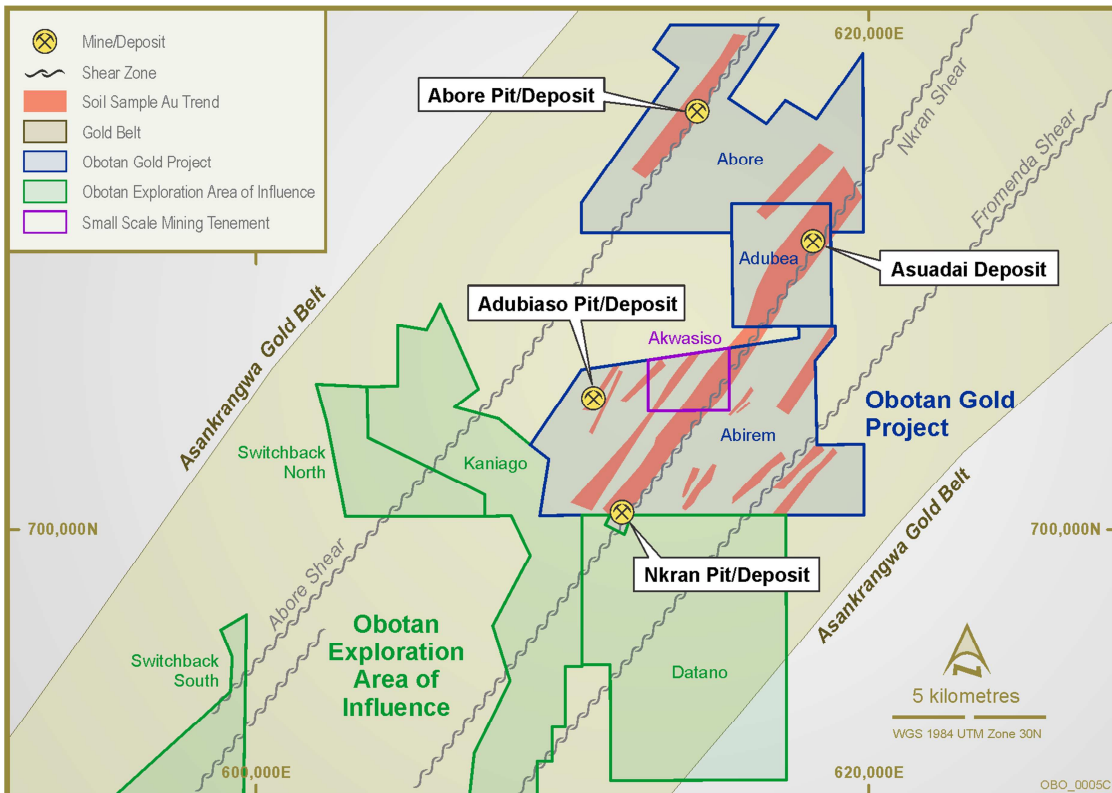 Mine/Deposit
Shear Zone
Soil Sample Au Trend
Gold Belt
Obotan Gold Project
Obotan Exploration Area of Influence
Small Scale Mining Tenement
620,000E
Abore Pit/Deposit
Abore
Nkran Shear
Fromenda Shear
Adubea
Asuadai Deposit
Adubiaso Pit/Deposit
Akwasiso
Asankrangwa Gold Belt
Obotan Gold
Project
Abirem
Switchback
North
Kaniago
700,000N
700,000N
Nkran Pit/Deposit
Asankrangwa Gold Belt
Abore Shear
Obotan
Exploration
Area of
Influence
Switchback
South
Datano
N
5 kilometres
WGS 1984 UTM Zone 30N
600,000E
620,000E
OBO_0005C